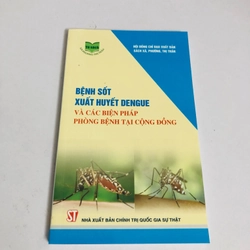 HỘI ĐỒNG CHỈ ĐẠO XUẤT BẢN
SÁCH XÃ, PHƯỜNG, THỊ TRẤN
BỆNH SỐT
XUẤT HUYẾT DENGUE
VÀ CÁC BIỆN PHÁP
PHÒNG BỆNH TẠI CỘNG ĐỒNG
ST
NHÀ XUẤT BẢN CHÍNH TRỊ QUỐC GIA SỰ THẬT